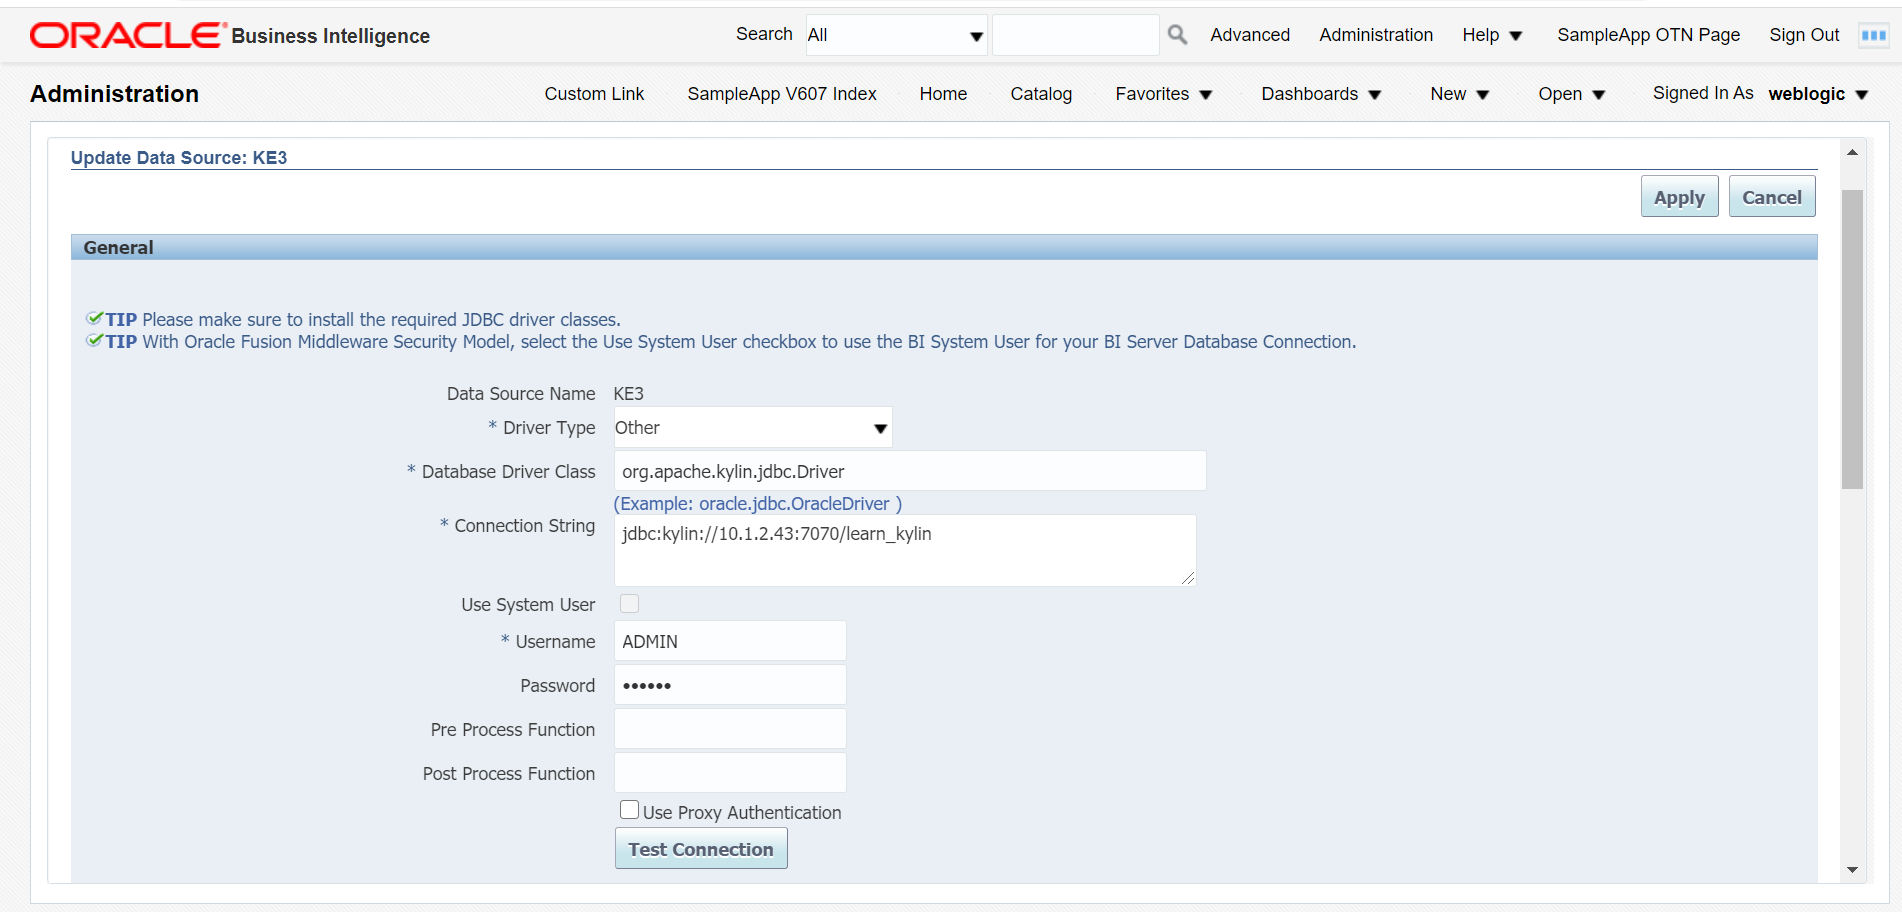 ORACLE Business Intelligence
Search All Advanced Administration Help SampleApp OTN Page Sign Out
Administration
Custom Link SampleApp V607 Index Home Catalog Favorites Dashboards New Open Signed In As weblogic
Update Data Source: KE3
Apply Cancel
General
TIP Please make sure to install the required JDBC driver classes.
TIP With Oracle Fusion Middleware Security Model, select the Use System User checkbox to use the BI System User for your BI Server Database Connection.
Data Source Name KE3
* Driver Type Other
* Database Driver Class org.apache.kylin.jdbc.Driver
(Example: oracle.jdbc.OracleDriver )
* Connection String jdbc:kylin://10.1.2.43:7070/learn_kylin
Use System User
* Username ADMIN
Password ••••••
Pre Process Function
Post Process Function
Use Proxy Authentication
Test Connection